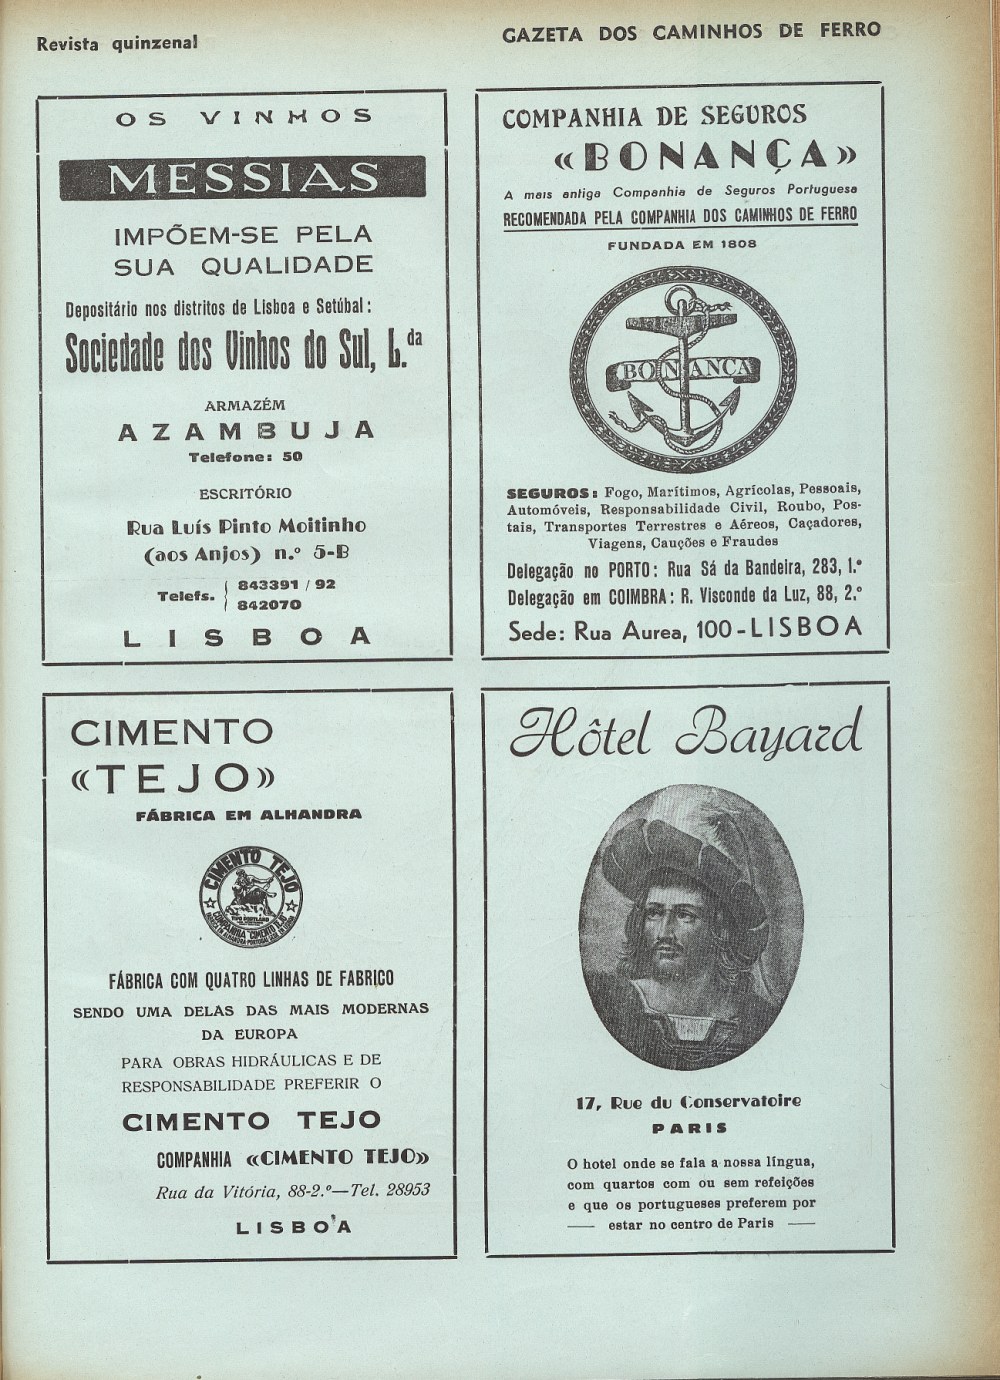 Revista quinzenal
GAZETA DOS CAMINHOS DE FERRO
OS VINHOS
MESSIAS
IMPÕEM-SE PELA
SUA QUALIDADE
Depositário nos distritos de Lisboa e Setúbal:
Sociedade dos Vinhos do Sul, L.da
ARMAZÉM
AZAMBUJA
Telefone: 50
ESCRITÓRIO
Rua Luís Pinto Moitinho
(aos Anjos) n.º 5-B
Telefs. 843391 / 92
842070
LISBOA
COMPANHIA DE SEGUROS
«BONANÇA»
A mais antiga Companhia de Seguros Portuguesa
RECOMENDADA PELA COMPANHIA DOS CAMINHOS DE FERRO
FUNDADA EM 1808
BONANÇA
SEGUROS: Fogo, Marítimos, Agrícolas, Pessoais,
Automóveis, Responsabilidade Civil, Roubo, Pos-
tais, Transportes Terrestres e Aéreos, Caçadores,
Viagens, Cauções e Fraudes
Delegação no PORTO: Rua Sá da Bandeira, 283, 1.º
Delegação em COIMBRA: R. Visconde da Luz, 88, 2.º
Sede: Rua Aurea, 100-LISBOA
CIMENTO
«TEJO»
FÁBRICA EM ALHANDRA
CIMENTO TEJO
COMPANHIA "CIMENTO TEJO"
FÁBRICA COM QUATRO LINHAS DE FABRICO
SENDO UMA DELAS DAS MAIS MODERNAS
DA EUROPA
PARA OBRAS HIDRÁULICAS E DE
RESPONSABILIDADE PREFERIR O
CIMENTO TEJO
COMPANHIA «CIMENTO TEJO»
Rua da Vitória, 88-2.º—Tel. 28953
LISBOA
Hôtel Bayard
17, Rue du Conservatoire
PARIS
O hotel onde se fala a nossa língua,
com quartos com ou sem refeições
e que os portugueses preferem por
estar no centro de Paris